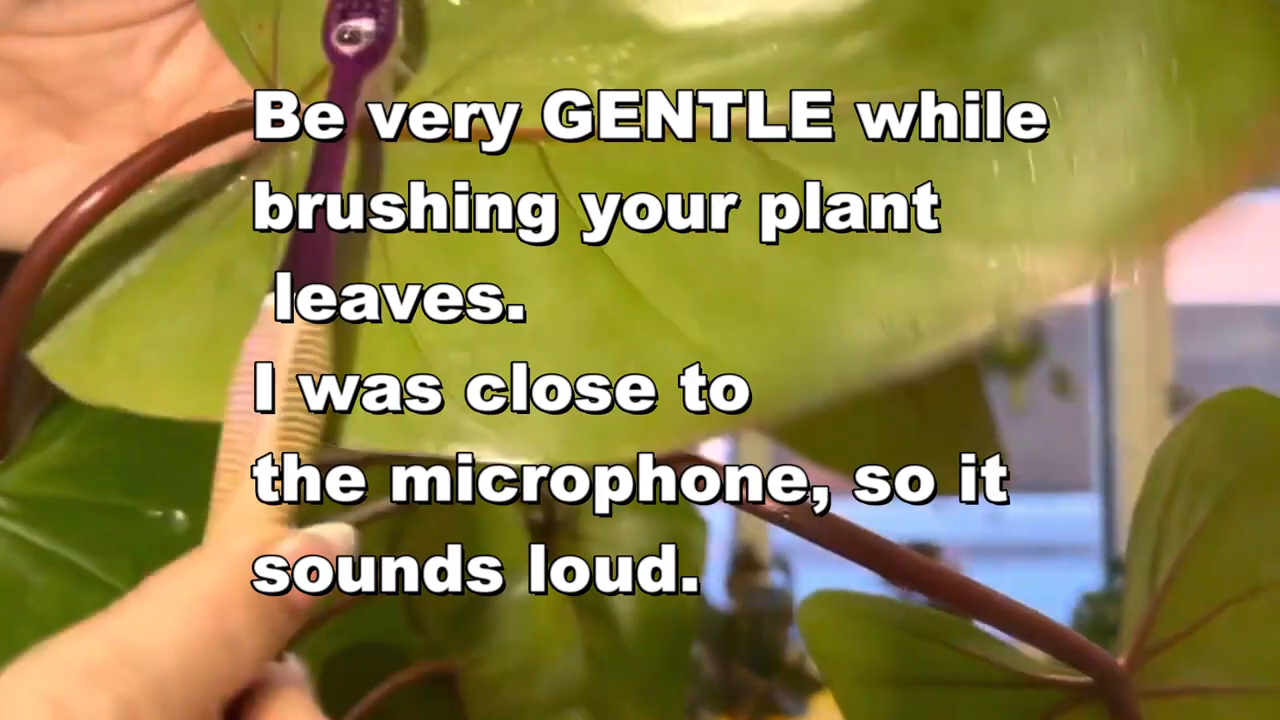 Be very GENTLE while
brushing your plant
leaves.
I was close to
the microphone, so it
sounds loud.